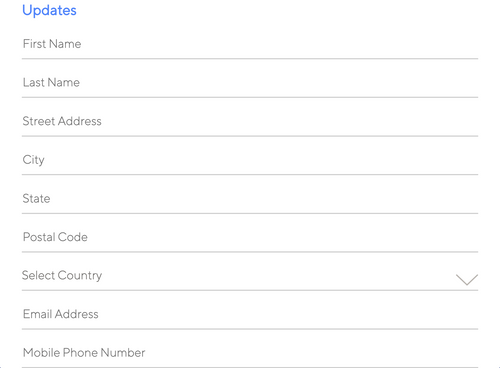 Updates
First Name
Last Name
Street Address
City
State
Postal Code
Select Country
Email Address
Mobile Phone Number